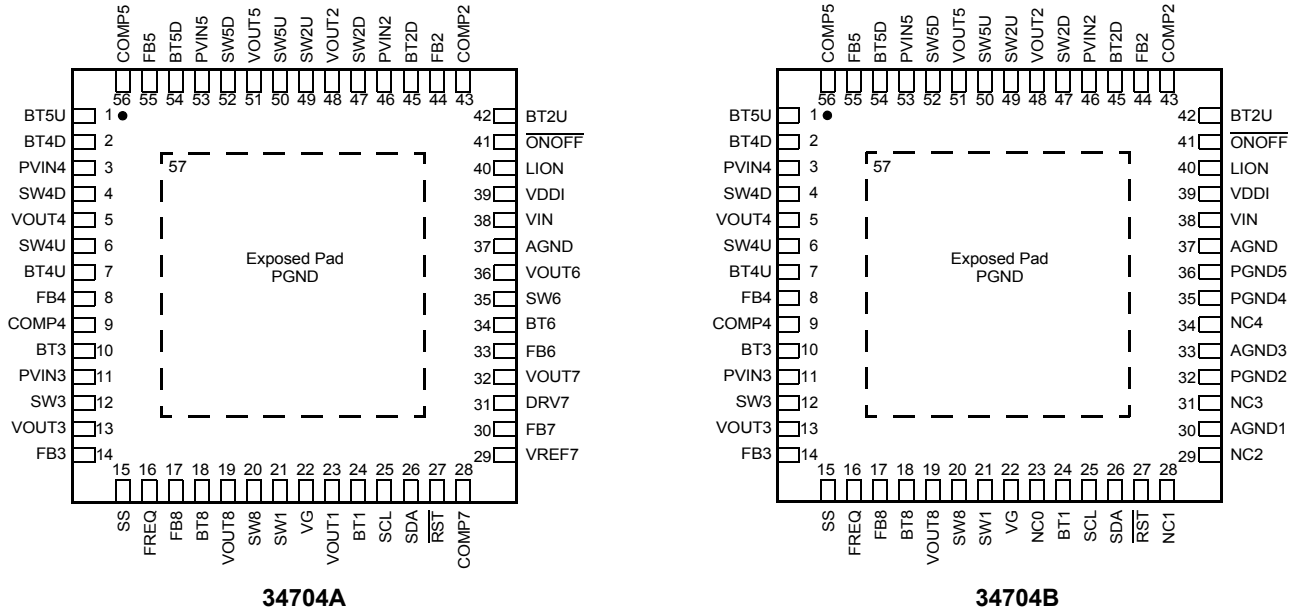 COMP5
FB5
BT5D
PVIN5
SW5D
VOUT5
SW5U
SW2U
VOUT2
SW2D
PVIN2
BT2D
FB2
COMP2
56
55
54
53
52
51
50
49
48
47
46
45
44
43
BT5U 1
BT4D 2
PVIN4 3
SW4D 4
VOUT4 5
SW4U 6
BT4U 7
FB4 8
COMP4 9
BT3 10
PVIN3 11
SW3 12
VOUT3 13
FB3 14
57
Exposed Pad
PGND
42 BT2U
41 ONOFF
40 LION
39 VDDI
38 VIN
37 AGND
36 VOUT6
35 SW6
34 BT6
33 FB6
32 VOUT7
31 DRV7
30 FB7
29 VREF7
15
16
17
18
19
20
21
22
23
24
25
26
27
28
SS
FREQ
FB8
BT8
VOUT8
SW8
SW1
VG
VOUT1
BT1
SCL
SDA
RST
COMP7
34704A
COMP5
FB5
BT5D
PVIN5
SW5D
VOUT5
SW5U
SW2U
VOUT2
SW2D
PVIN2
BT2D
FB2
COMP2
56
55
54
53
52
51
50
49
48
47
46
45
44
43
BT5U 1
BT4D 2
PVIN4 3
SW4D 4
VOUT4 5
SW4U 6
BT4U 7
FB4 8
COMP4 9
BT3 10
PVIN3 11
SW3 12
VOUT3 13
FB3 14
57
Exposed Pad
PGND
42 BT2U
41 ONOFF
40 LION
39 VDDI
38 VIN
37 AGND
36 PGND5
35 PGND4
34 NC4
33 AGND3
32 PGND2
31 NC3
30 AGND1
29 NC2
15
16
17
18
19
20
21
22
23
24
25
26
27
28
SS
FREQ
FB8
BT8
VOUT8
SW8
SW1
VG
NC0
BT1
SCL
SDA
RST
NC1
34704B